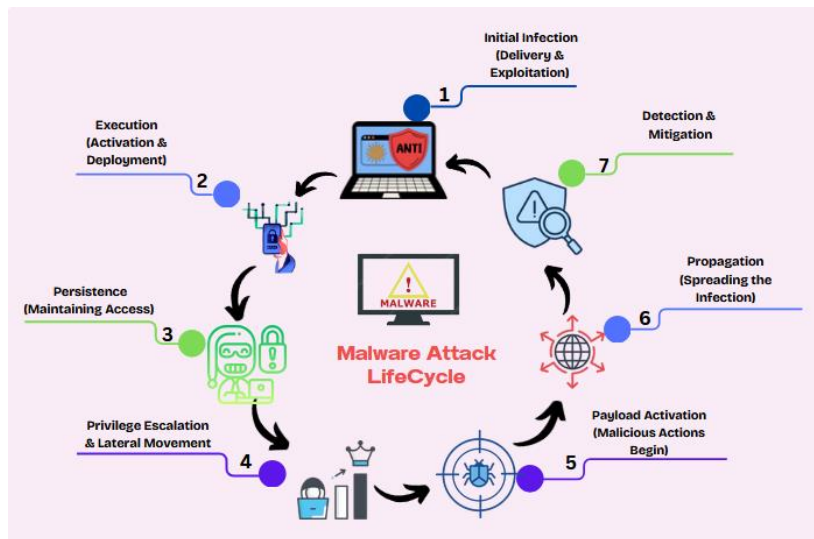 Initial Infection
(Delivery &
Exploitation)
1
ANTI
Execution
(Activation &
Deployment)
2
Persistence
(Maintaining Access)
3
Privilege Escalation
& Lateral Movement
4
Payload Activation
(Malicious Actions
Begin)
5
Propagation
(Spreading the
Infection)
6
Detection &
Mitigation
7
MALWARE
Malware Attack
LifeCycle